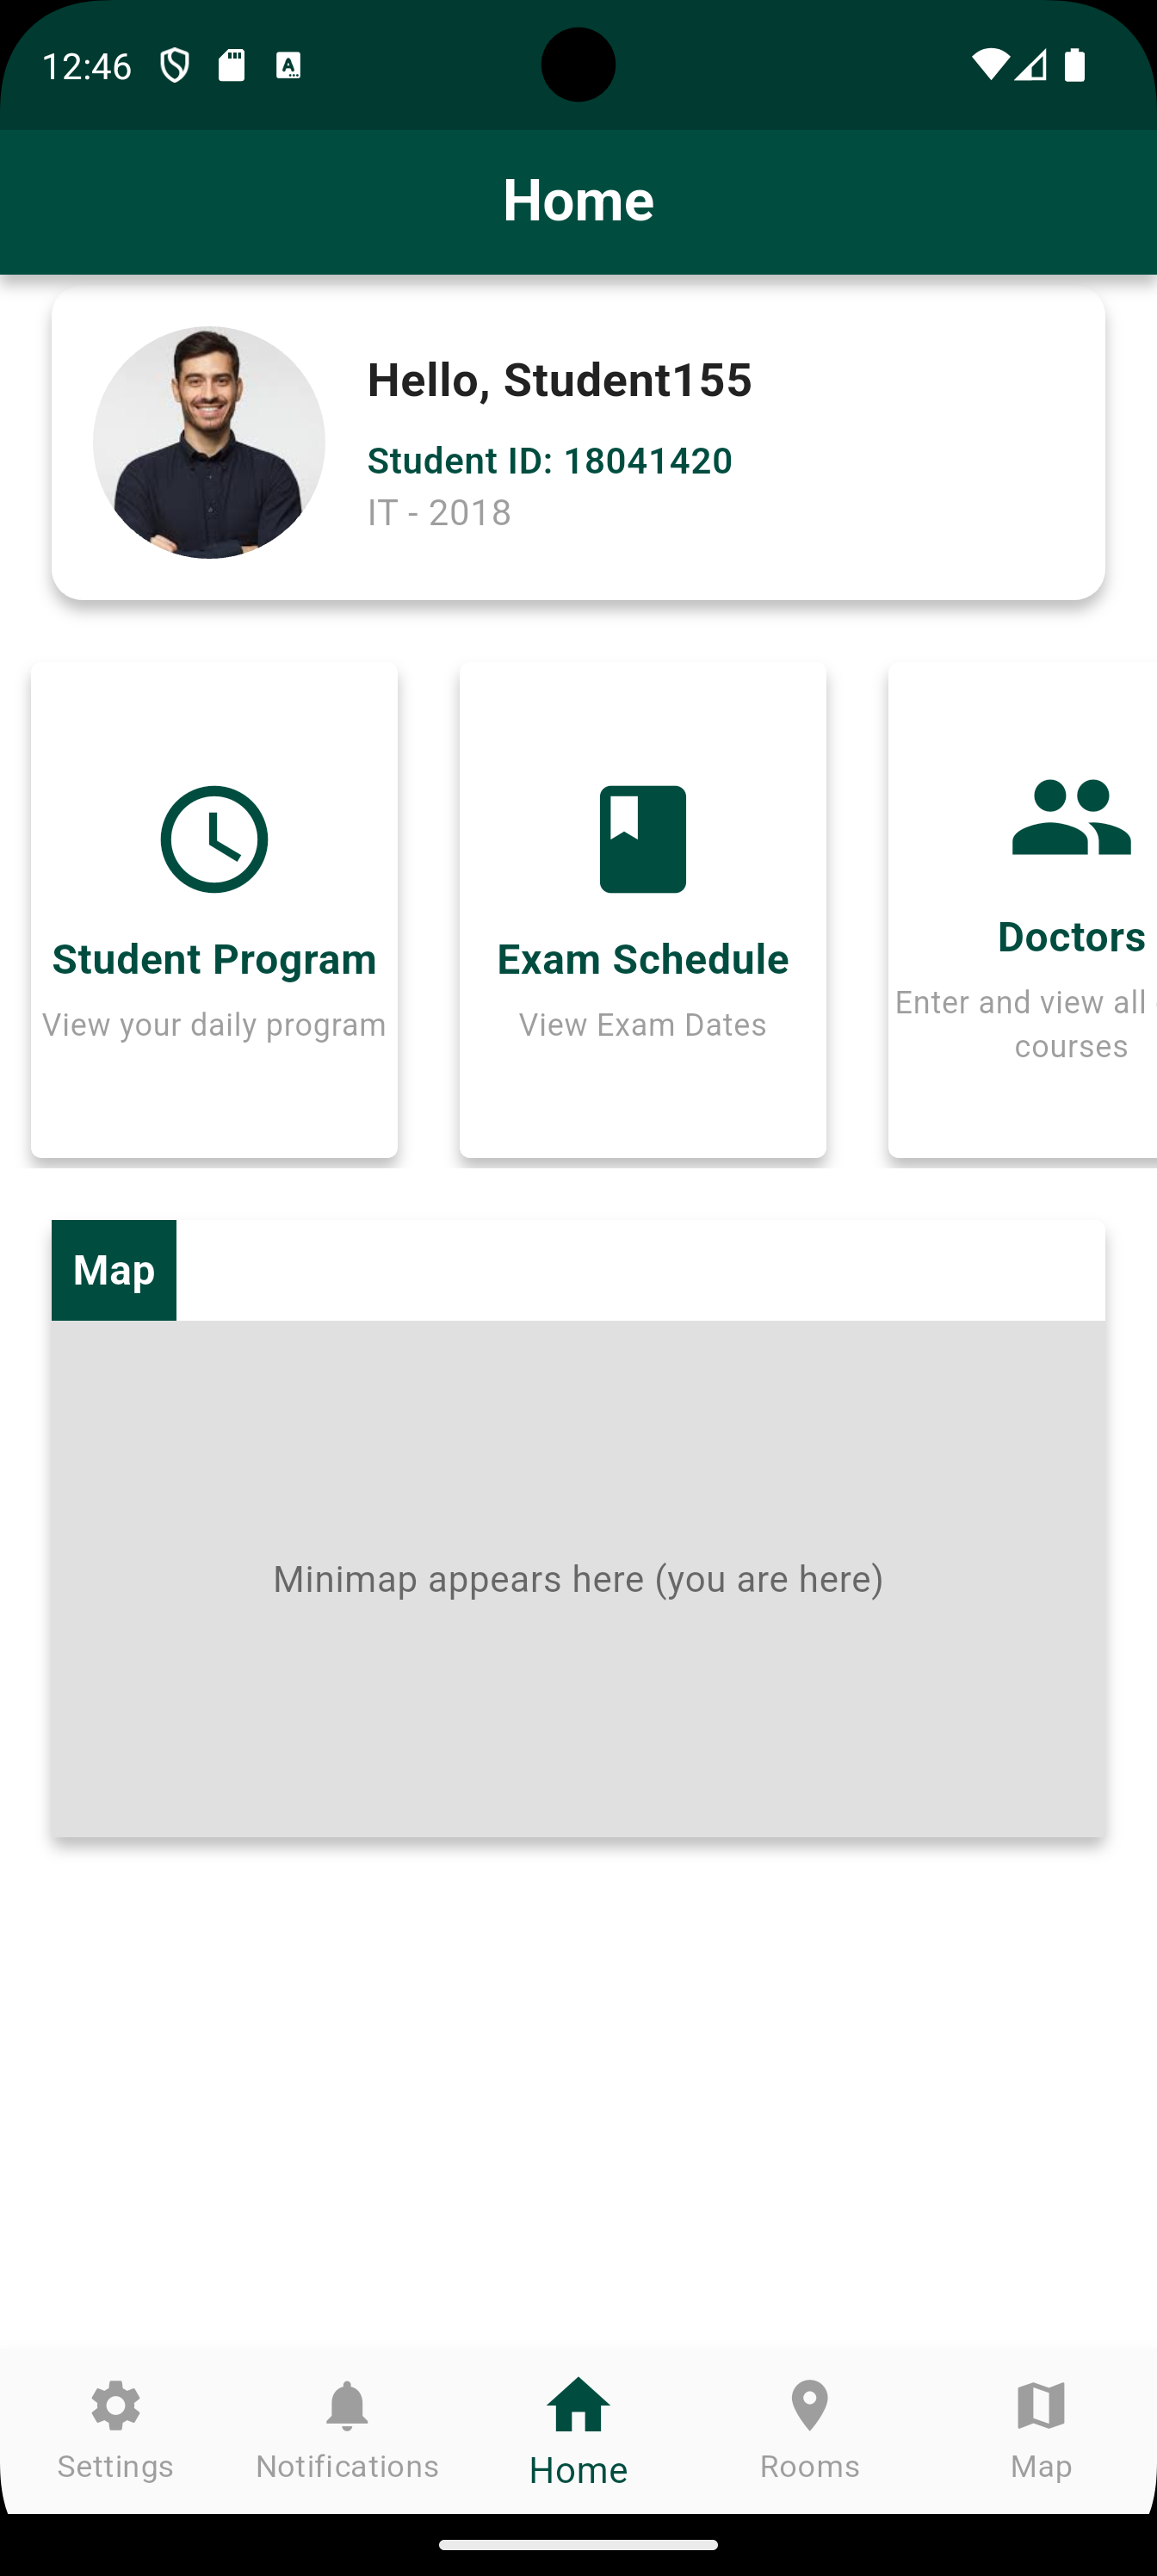 12:46
Home
Hello, Student155
Student ID: 18041420
IT - 2018
Student Program
View your daily program
Exam Schedule
View Exam Dates
Doctors
Enter and view all
courses
Map
Minimap appears here (you are here)
Settings
Notifications
Home
Rooms
Map